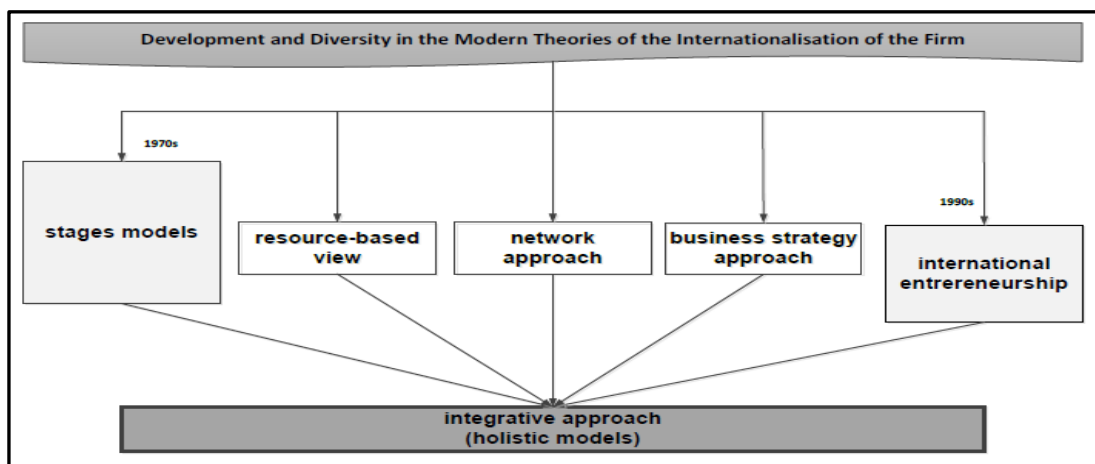 Development and Diversity in the Modern Theories of the Internationalisation of the Firm
1970s
stages models
resource-based
view
network
approach
business strategy
approach
1990s
international
entrereneurship
integrative approach
(holistic models)